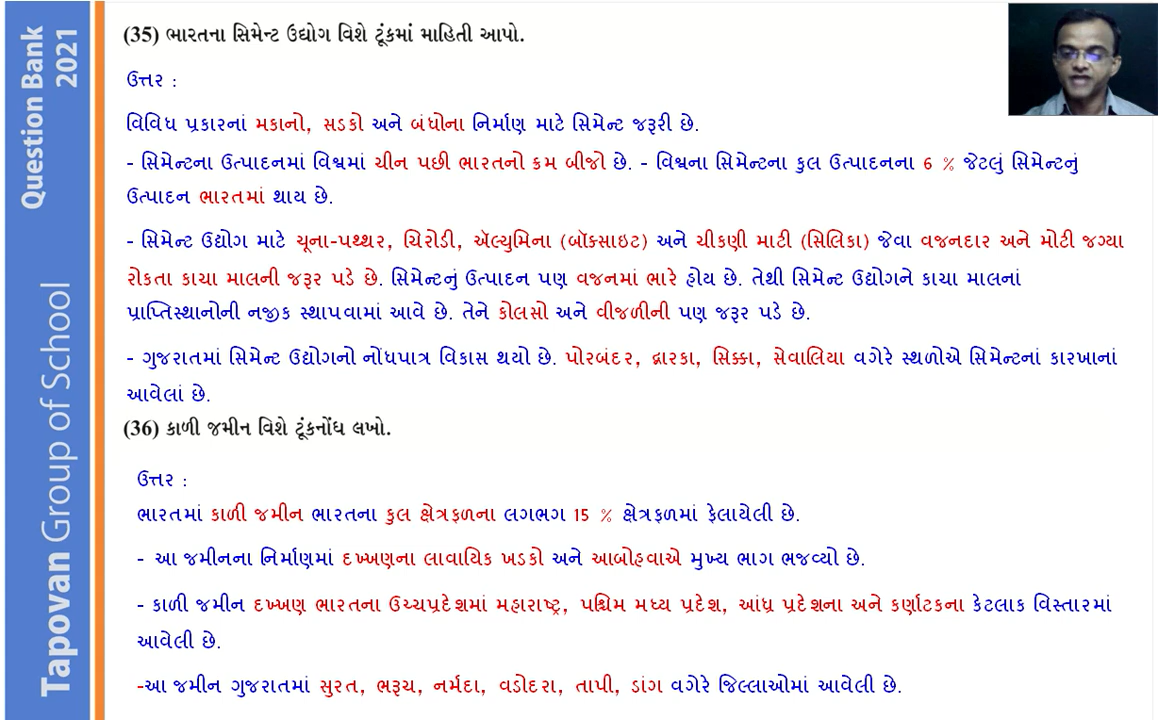 Question Bank
2021
Tapovan Group of School
(35) ભારતના સિમેન્ટ ઉદ્યોગ વિશે ટૂંકમાં માહિતી આપો.
ઉત્તર :
વિવિધ પ્રકારનાં મકાનો, સડકો અને બંધોના નિર્માણ માટે સિમેન્ટ જરૂરી છે.
- સિમેન્ટના ઉત્પાદનમાં વિશ્વમાં ચીન પછી ભારતનો ક્રમ બીજો છે. - વિશ્વના સિમેન્ટના કુલ ઉત્પાદનના 6 % જેટલું સિમેન્ટનું
ઉત્પાદન ભારતમાં થાય છે.
- સિમેન્ટ ઉદ્યોગ માટે ચૂના-પથ્થર, ચિરોડી, ઍલ્યુમિના (બૉક્સાઇટ) અને ચીકણી માટી (સિલિકા) જેવા વજનદાર અને મોટી જગ્યા
રોકતા કાચા માલની જરૂર પડે છે. સિમેન્ટનું ઉત્પાદન પણ વજનમાં ભારે હોય છે. તેથી સિમેન્ટ ઉદ્યોગને કાચા માલનાં
પ્રાપ્તિસ્થાનોની નજીક સ્થાપવામાં આવે છે. તેને કોલસો અને વીજળીની પણ જરૂર પડે છે.
- ગુજરાતમાં સિમેન્ટ ઉદ્યોગનો નોંધપાત્ર વિકાસ થયો છે. પોરબંદર, દ્રારકા, સિક્કા, સેવાલિયા વગેરે સ્થળોએ સિમેન્ટનાં કારખાનાં
આવેલાં છે.
(36) કાળી જમીન વિશે ટૂંકનોંધ લખો.
ઉત્તર :
ભારતમાં કાળી જમીન ભારતના કુલ ક્ષેત્રફળના લગભગ 15 % ક્ષેત્રફળમાં ફેલાયેલી છે.
- આ જમીનના નિર્માણમાં દખ્ખણના લાવાયિક ખડકો અને આબોહવાએ મુખ્ય ભાગ ભજવ્યો છે.
- કાળી જમીન દખ્ખણ ભારતના ઉચ્ચપ્રદેશમાં મહારાષ્ટ્ર, પશ્ચિમ મધ્ય પ્રદેશ, આંધ્ર પ્રદેશના અને કર્ણાટકના કેટલાક વિસ્તારમાં
આવેલી છે.
-આ જમીન ગુજરાતમાં સુરત, ભરૂચ, નર્મદા, વડોદરા, તાપી, ડાંગ વગેરે જિલ્લાઓમાં આવેલી છે.